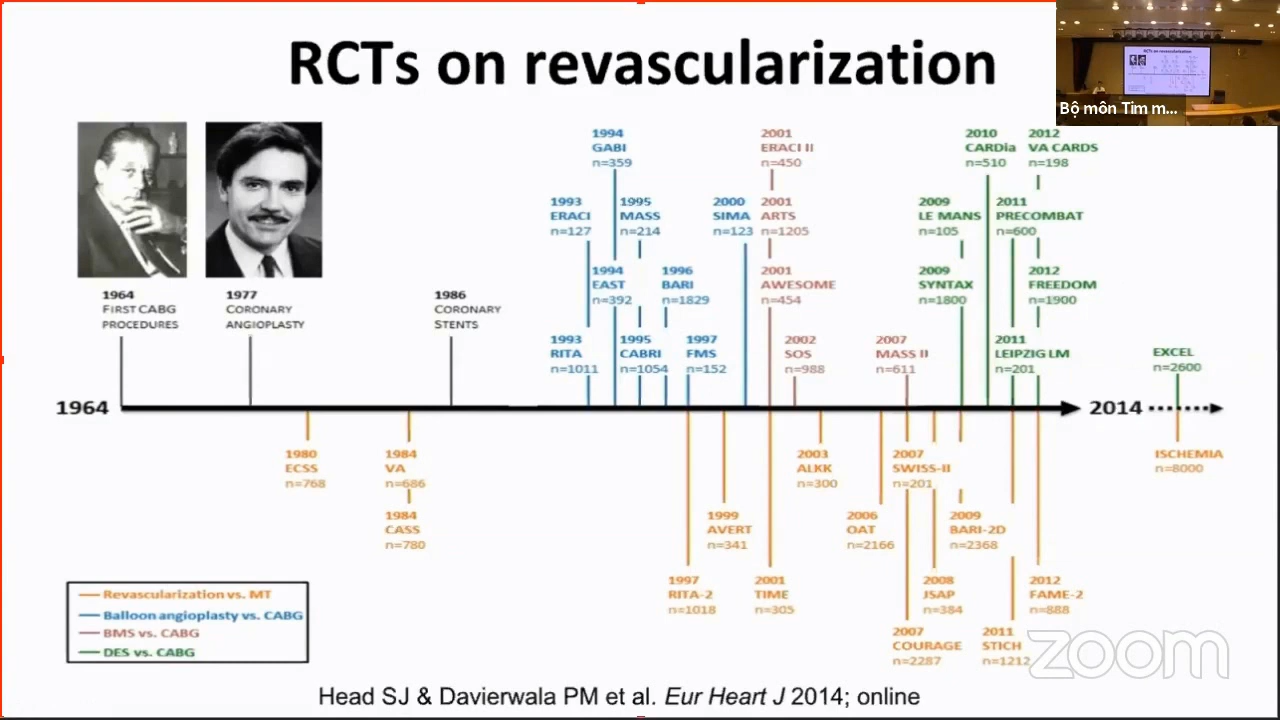 RCTs on revascularization
Bộ môn Tim m...
1964
FIRST CABG
PROCEDURES
1977
CORONARY
ANGIOPLASTY
1986
CORONARY
STENTS
1994
GABI
n=359
2001
ERACI II
n=450
2010
CARDia
n=510
2012
VA CARDS
n=198
1993
ERACI
n=127
1995
MASS
n=214
2000
SIMA
n=123
2001
ARTS
n=1205
2009
LE MANS
n=105
2011
PRECOMBAT
n=600
1994
EAST
n=392
1996
BARI
n=1829
2001
AWESOME
n=454
2009
SYNTAX
n=1800
2012
FREEDOM
n=1900
1993
RITA
n=1011
1995
CABRI
n=1054
1997
FMS
n=152
2002
SOS
n=988
2007
MASS II
n=611
2011
LEIPZIG LM
n=201
EXCEL
n=2600
1964
2014
1980
ECSS
n=768
1984
VA
n=686
2003
ALKK
n=300
2007
SWISS-II
n=201
ISCHEMIA
n=8000
1984
CASS
n=780
1999
AVERT
n=341
2006
OAT
n=2166
2009
BARI-2D
n=2368
1997
RITA-2
n=1018
2001
TIME
n=305
2008
JSAP
n=384
2012
FAME-2
n=888
2007
COURAGE
n=2287
2011
STICH
n=1212
Revascularization vs. MT
Balloon angioplasty vs. CABG
BMS vs. CABG
DES vs. CABG
zoom
Head SJ & Davierwala PM et al. Eur Heart J 2014; online